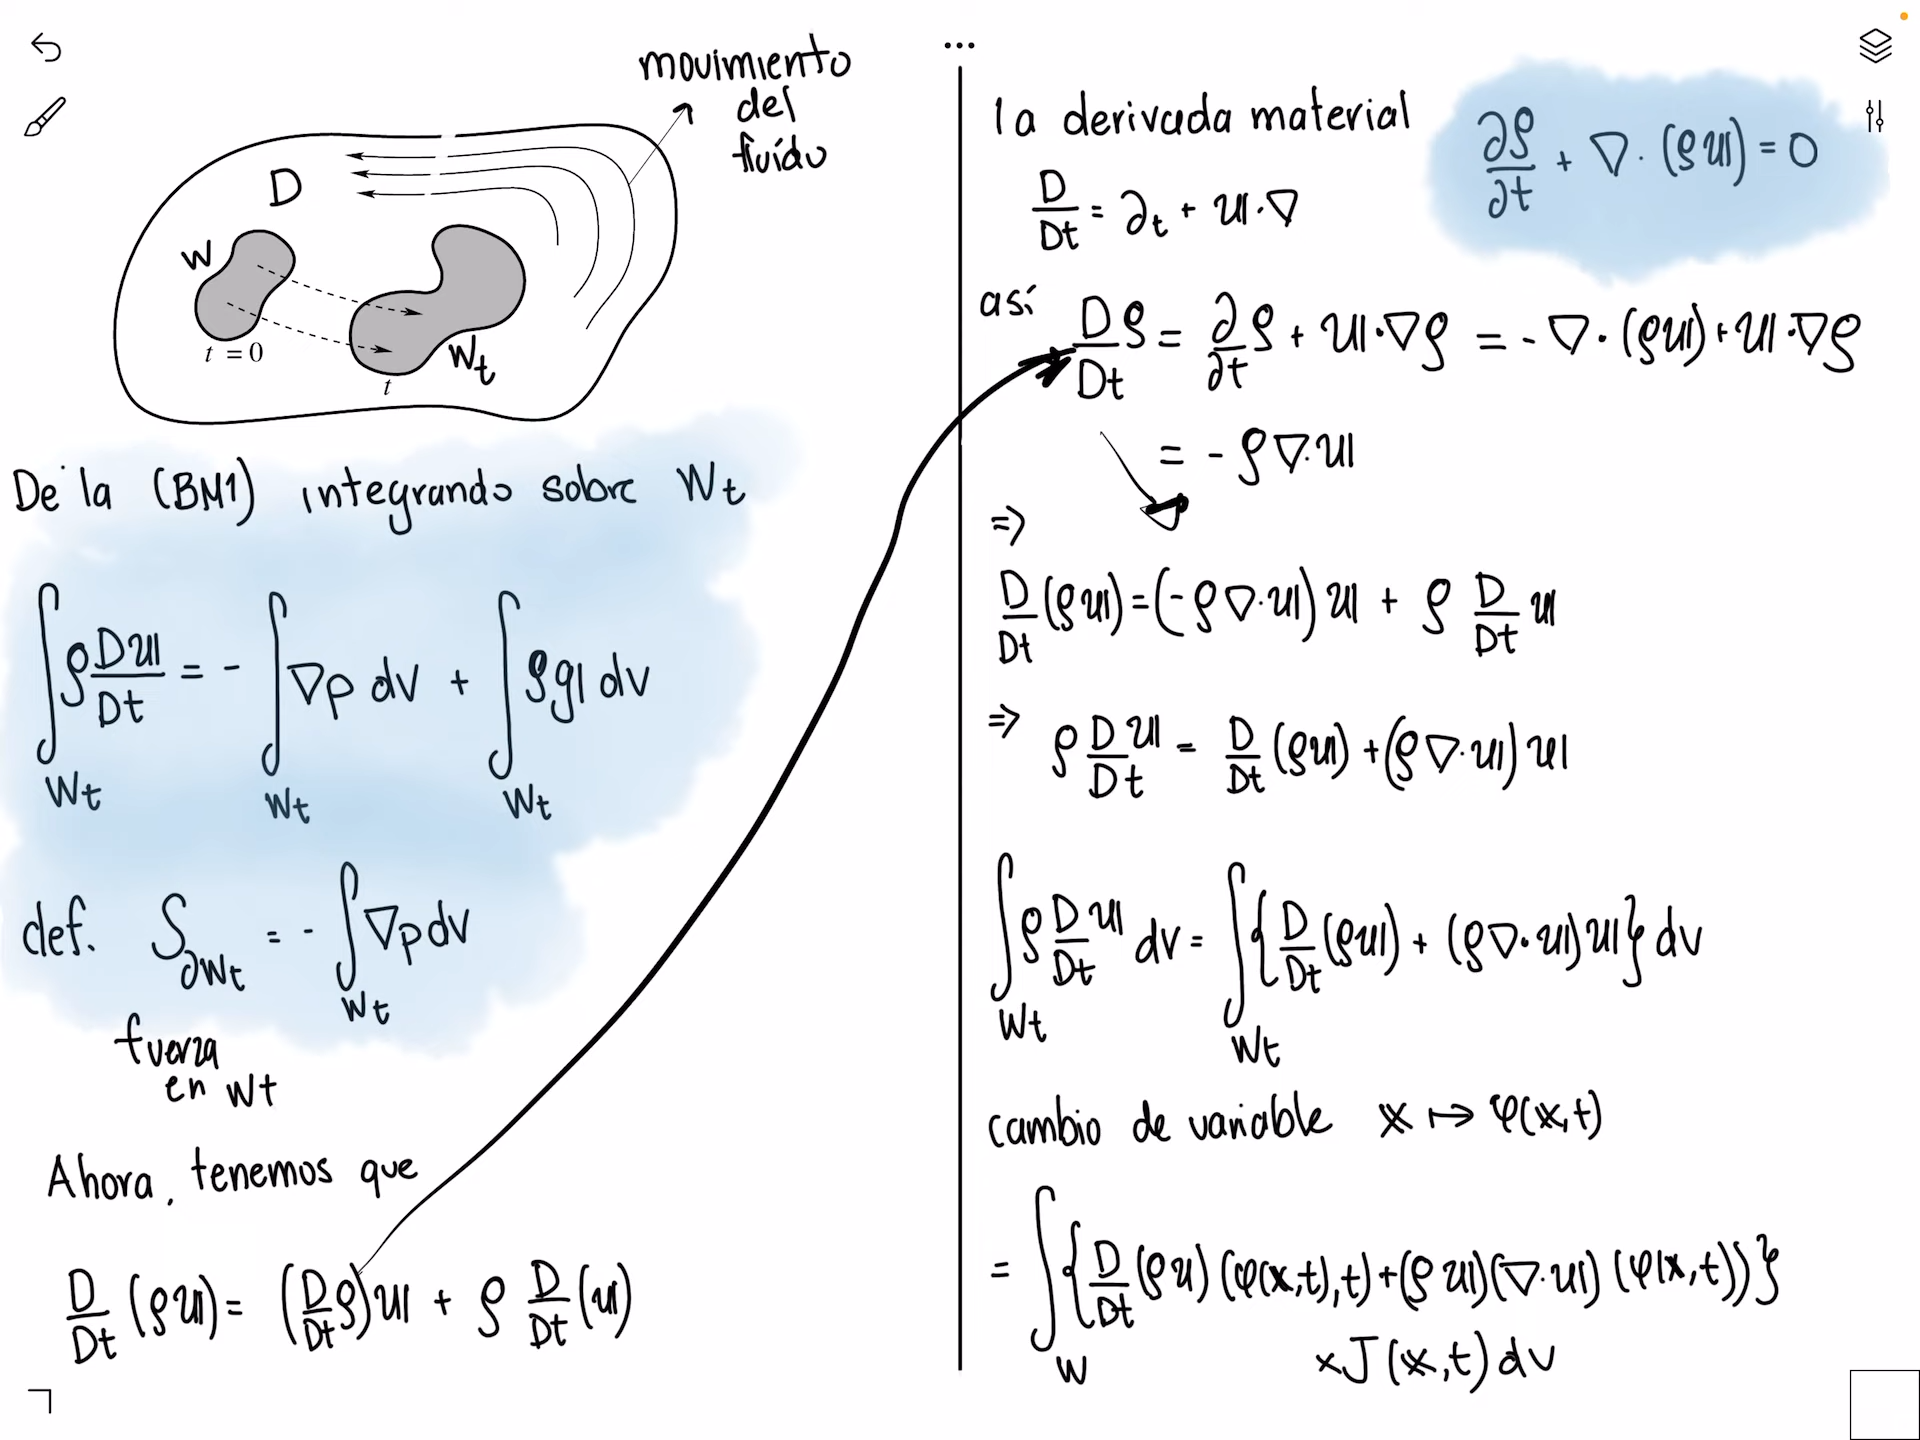 movimiento
del
fluido
D
W
t = 0
W_t
t
De la (BM1) integrando sobre W_t
∫_{W_t} ρ D𝐮/Dt = - ∫_{W_t} ∇p dv + ∫_{W_t} ρ𝐠 dv
def. S_{∂W_t} = - ∫_{W_t} ∇p dv
fuerza
en Wt
Ahora, tenemos que
D/Dt (ρ𝐮) = (D/Dt ρ)𝐮 + ρ D/Dt (𝐮)
la derivada material
∂ρ/∂t + ∇·(ρ𝐮) = 0
D/Dt = ∂_t + 𝐮·∇
así
D/Dt ρ = ∂/∂t ρ + 𝐮·∇ρ = -∇·(ρ𝐮) + 𝐮·∇ρ
= -ρ∇·𝐮
=>
D/Dt (ρ𝐮) = (-ρ∇·𝐮)𝐮 + ρ D/Dt 𝐮
=> ρ D𝐮/Dt = D/Dt (ρ𝐮) + (ρ∇·𝐮)𝐮
∫_{W_t} ρ D𝐮/Dt dv = ∫_{W_t} {D/Dt (ρ𝐮) + (ρ∇·𝐮)𝐮} dv
cambio de variable 𝐱 ↦ φ(𝐱,t)
= ∫_W {D/Dt (ρu) (φ(𝐱,t),t) + (ρ𝐮)(∇·𝐮) (φ(𝐱,t))}
×J(𝐱,t) dv